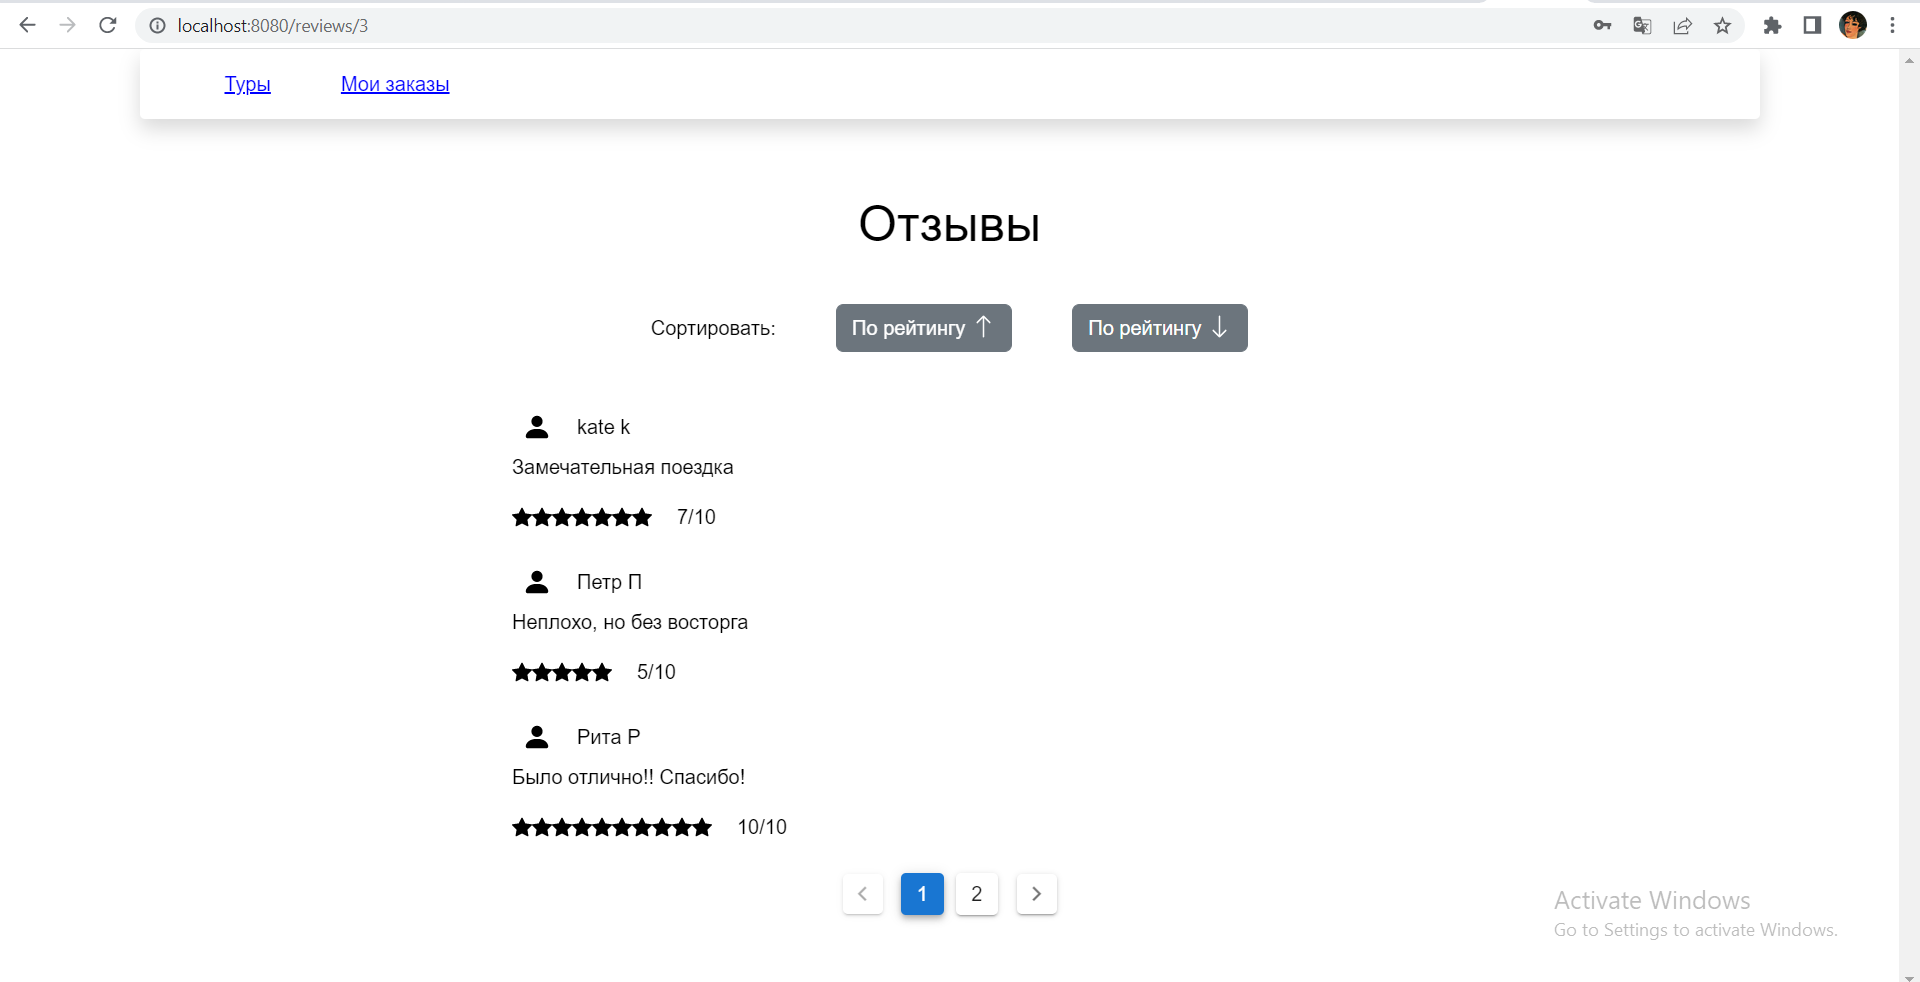 localhost:8080/reviews/3
Туры Мои заказы
Отзывы
Сортировать: По рейтингу ↑ По рейтингу ↓
kate k
Замечательная поездка
7/10
Петр П
Неплохо, но без восторга
5/10
Рита Р
Было отлично!! Спасибо!
10/10
1 2
Activate Windows
Go to Settings to activate Windows.